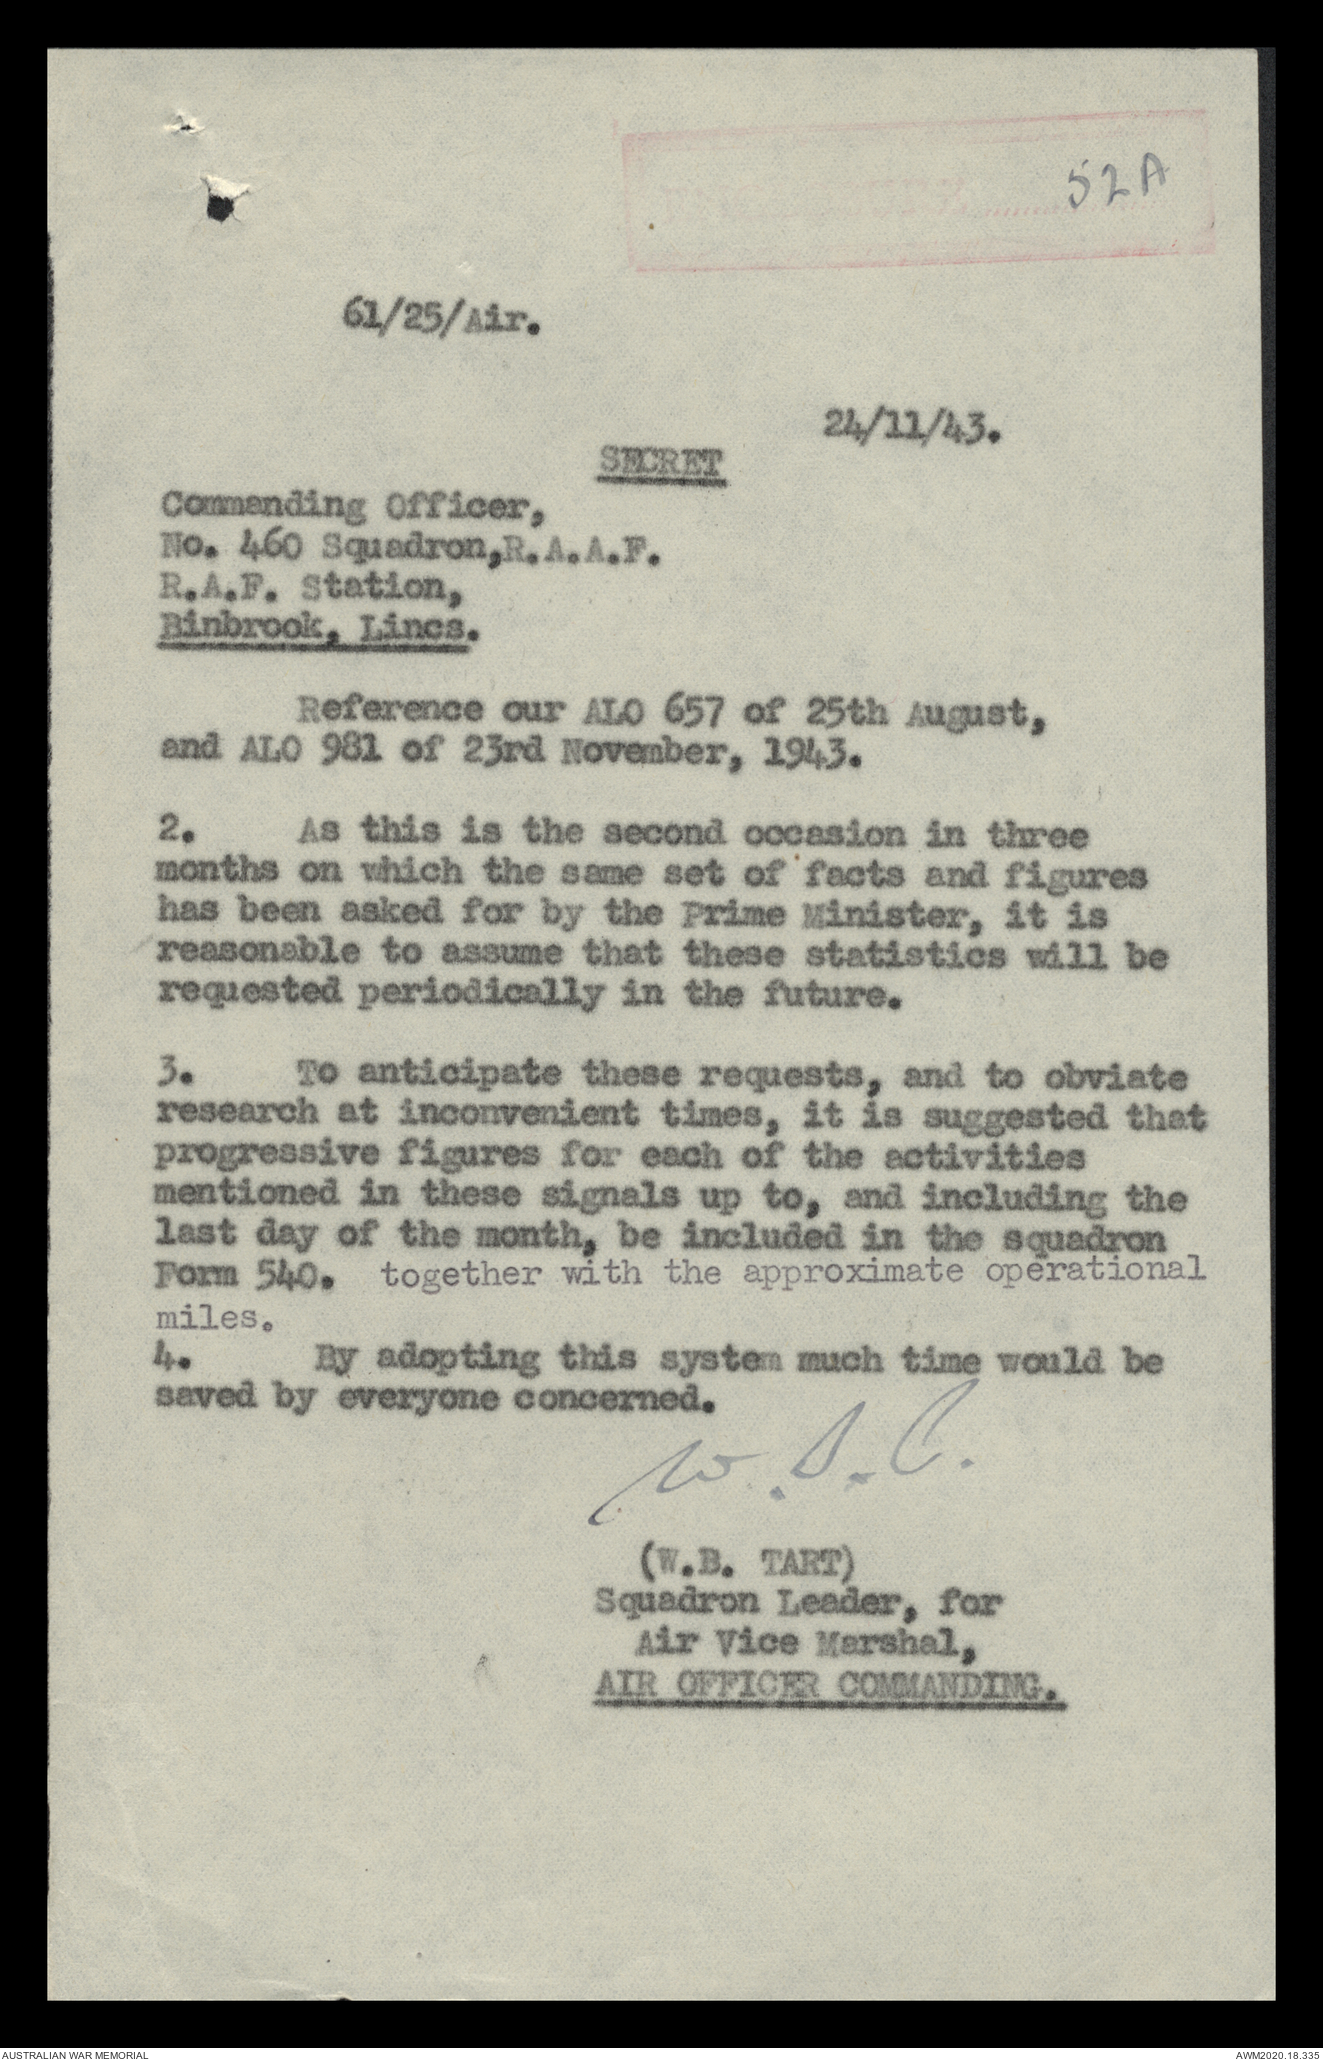 52A
61/25/Air.
24/11/43.
SECRET
Commanding Officer,
No. 460 Squadron,R.A.A.F.
R.A.F. Station,
Binbrook, Lincs.
Reference our ALO 657 of 25th August,
and ALO 981 of 23rd November, 1943.
2. As this is the second occasion in three
months on which the same set of facts and figures
has been asked for by the Prime Minister, it is
reasonable to assume that these statistics will be
requested periodically in the future.
3. To anticipate these requests, and to obviate
research at inconvenient times, it is suggested that
progressive figures for each of the activities
mentioned in these signals up to, and including the
last day of the month, be included in the squadron
Form 540. together with the approximate operational
miles.
4. By adopting this system much time would be
saved by everyone concerned.
(W.B. TART)
Squadron Leader, for
Air Vice Marshal,
AIR OFFICER COMMANDING.
AUSTRALIAN WAR MEMORIAL
AWM2020.18.335